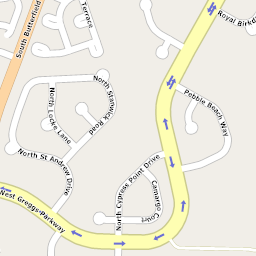 Terrace
South Butterfield
Royal Birkd
North Stanwick Road
North Locke Lane
Pebble Beach Way
North St Andrew Drive
North Cypress Point Drive
Camargo Court
West Greggs Parkway